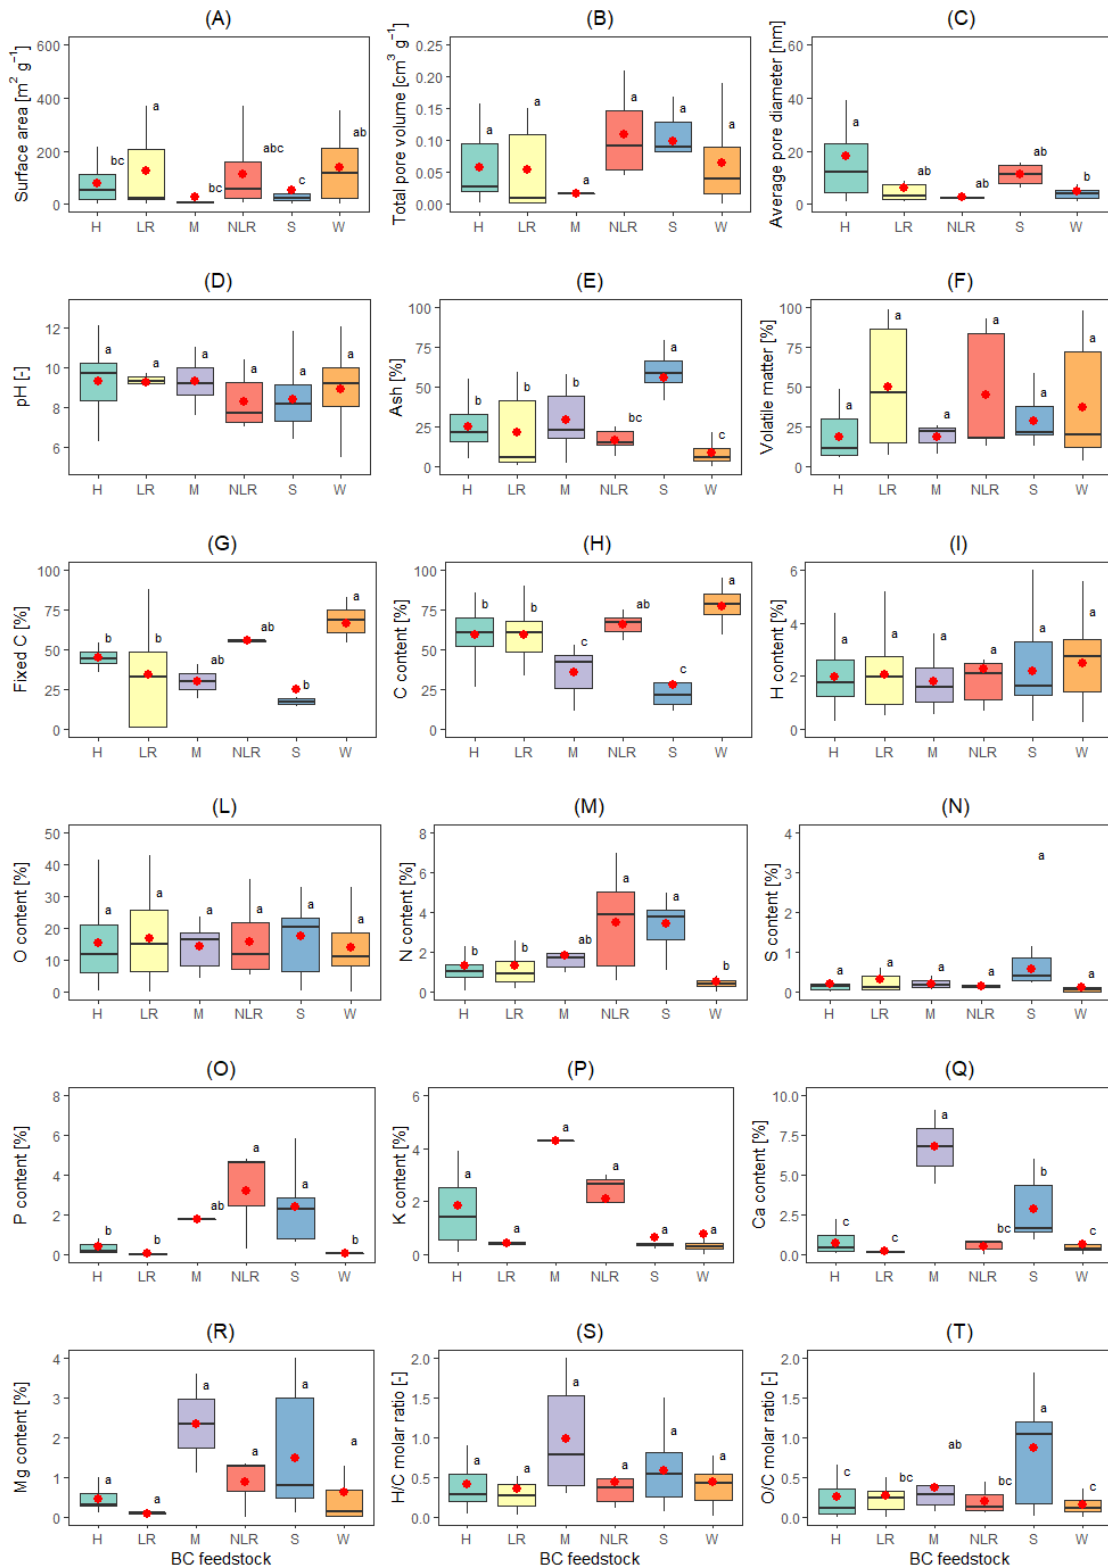 (A) (B) (C)
Surface area [m² g⁻¹]
600
400
200
0
bc a bc abc c ab
H LR M NLR S W
Total pore volume [cm³ g⁻¹]
0.25
0.20
0.15
0.10
0.05
0.00
a a a a a a
H LR M NLR S W
Average pore diameter [nm]
60
40
20
0
a ab ab ab b
H LR NLR S W
(D) (E) (F)
pH [-]
12
10
8
6
a a a a a a
H LR M NLR S W
Ash [%]
100
75
50
25
0
b b b bc a c
H LR M NLR S W
Volatile matter [%]
100
75
50
25
0
a a a a a a
H LR M NLR S W
(G) (H) (I)
Fixed C [%]
100
75
50
25
0
b b ab ab b a
H LR M NLR S W
C content [%]
100
75
50
25
0
b b c ab c a
H LR M NLR S W
H content [%]
6
4
2
0
a a a a a a
H LR M NLR S W
(L) (M) (N)
O content [%]
50
40
30
20
10
0
a a a a a a
H LR M NLR S W
N content [%]
8
6
4
2
0
b b ab a a b
H LR M NLR S W
S content [%]
4
3
2
1
0
a a a a a a
H LR M NLR S W
(O) (P) (Q)
P content [%]
8
6
4
2
0
b b ab a a b
H LR M NLR S W
K content [%]
6
4
2
0
a a a a a a
H LR M NLR S W
Ca content [%]
10.0
7.5
5.0
2.5
0.0
c c a bc b c
H LR M NLR S W
(R) (S) (T)
Mg content [%]
4
3
2
1
0
a a a a a a
H LR M NLR S W
BC feedstock
H/C molar ratio [-]
2.0
1.5
1.0
0.5
0.0
a a a a a a
H LR M NLR S W
BC feedstock
O/C molar ratio [-]
2.0
1.5
1.0
0.5
0.0
c bc ab bc a c
H LR M NLR S W
BC feedstock